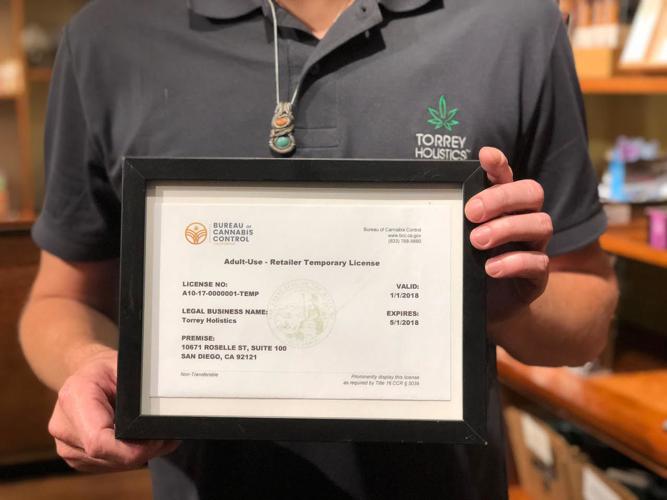 TORREY
HOLISTICS™
BUREAU OF
CANNABIS
CONTROL
CALIFORNIA
Bureau of Cannabis Control
www.bcc.ca.gov
(833) 768-5880
Adult-Use - Retailer Temporary License
LICENSE NO:
A10-17-0000001-TEMP
VALID:
1/1/2018
LEGAL BUSINESS NAME:
Torrey Holistics
EXPIRES:
5/1/2018
PREMISE:
10671 ROSELLE ST, SUITE 100
SAN DIEGO, CA 92121
Non-Transferable
Prominently display this license
as required by Title 16 CCR § 5039